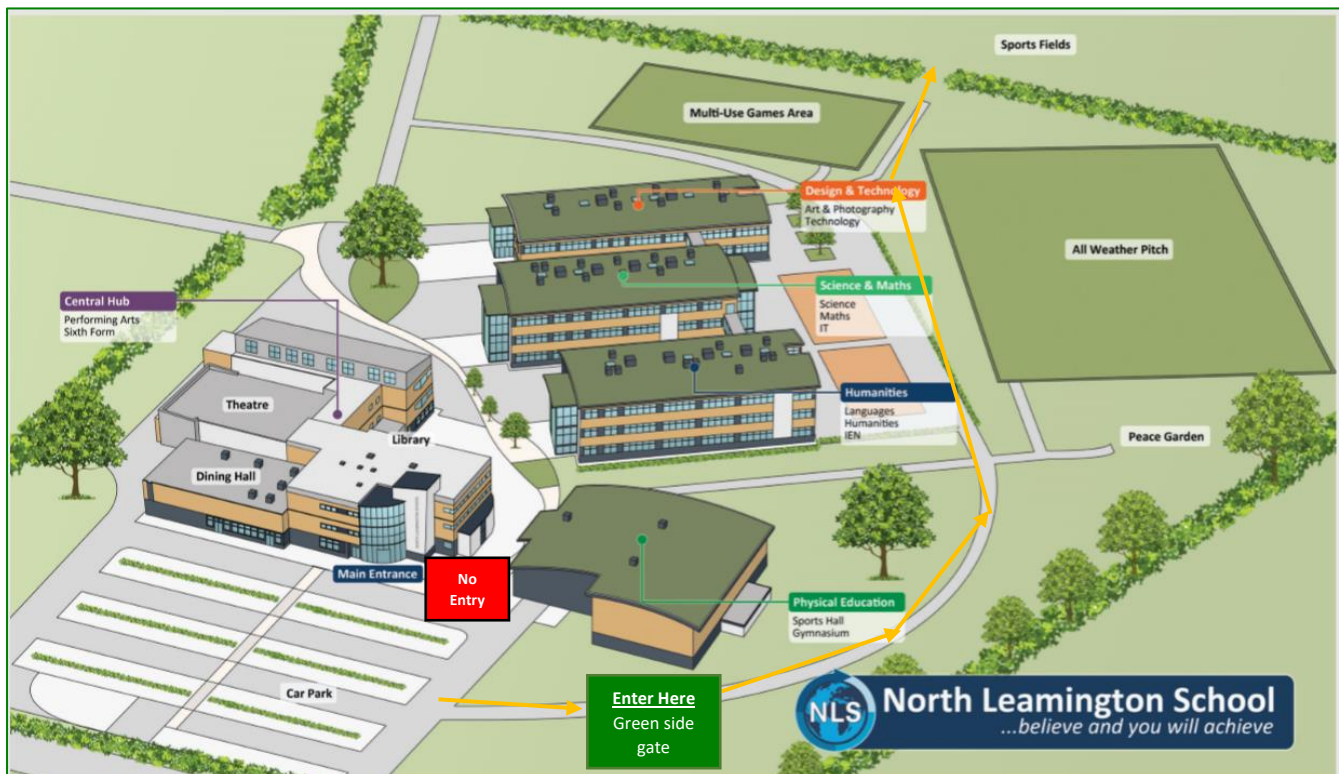 Sports Fields
Multi-Use Games Area
Design & Technology
Art & Photography
Technology
All Weather Pitch
Science & Maths
Science
Maths
IT
Central Hub
Performing Arts
Sixth Form
Humanities
Languages
Humanities
IEN
Theatre
Library
Peace Garden
Dining Hall
Main Entrance
No
Entry
Physical Education
Sports Hall
Gymnasium
Car Park
Enter Here
Green side
gate
NLS
North Leamington School
...believe and you will achieve